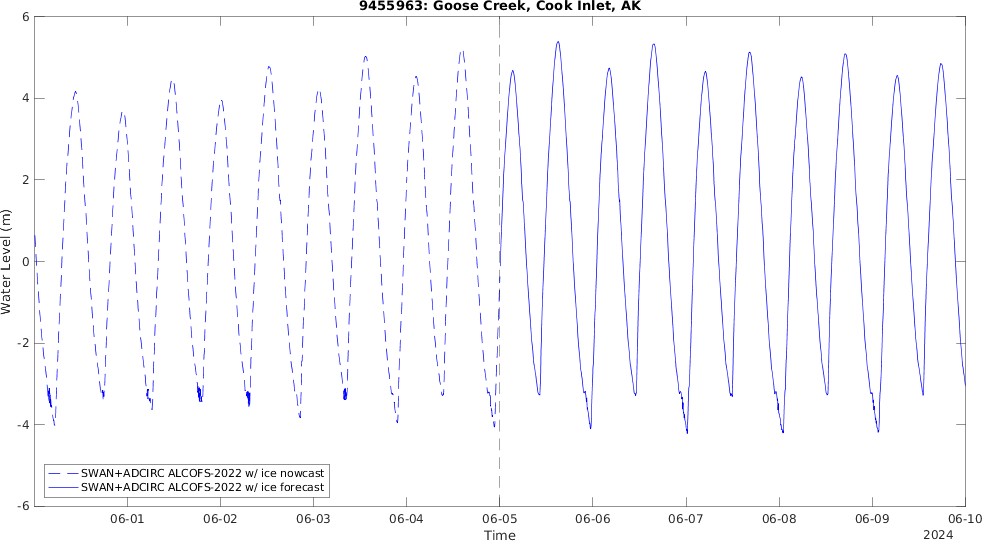 9455963: Goose Creek, Cook Inlet, AK
6
4
2
0
-2
-4
-6
Water Level (m)
SWAN+ADCIRC ALCOFS-2022 w/ ice nowcast
SWAN+ADCIRC ALCOFS-2022 w/ ice forecast
06-01 06-02 06-03 06-04 06-05 06-06 06-07 06-08 06-09 06-10
Time
2024